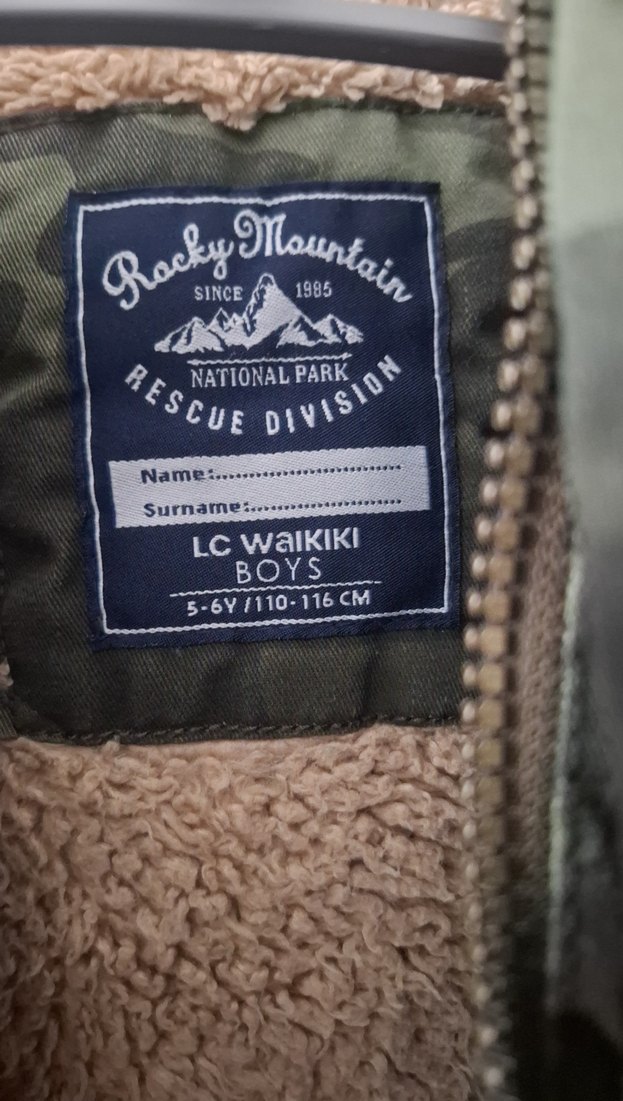 Rocky Mountain
SINCE 1985
NATIONAL PARK
RESCUE DIVISION
Name:................................
Surname:..........................
LC WaIKIKI
BOYS
5-6Y /110-116 CM